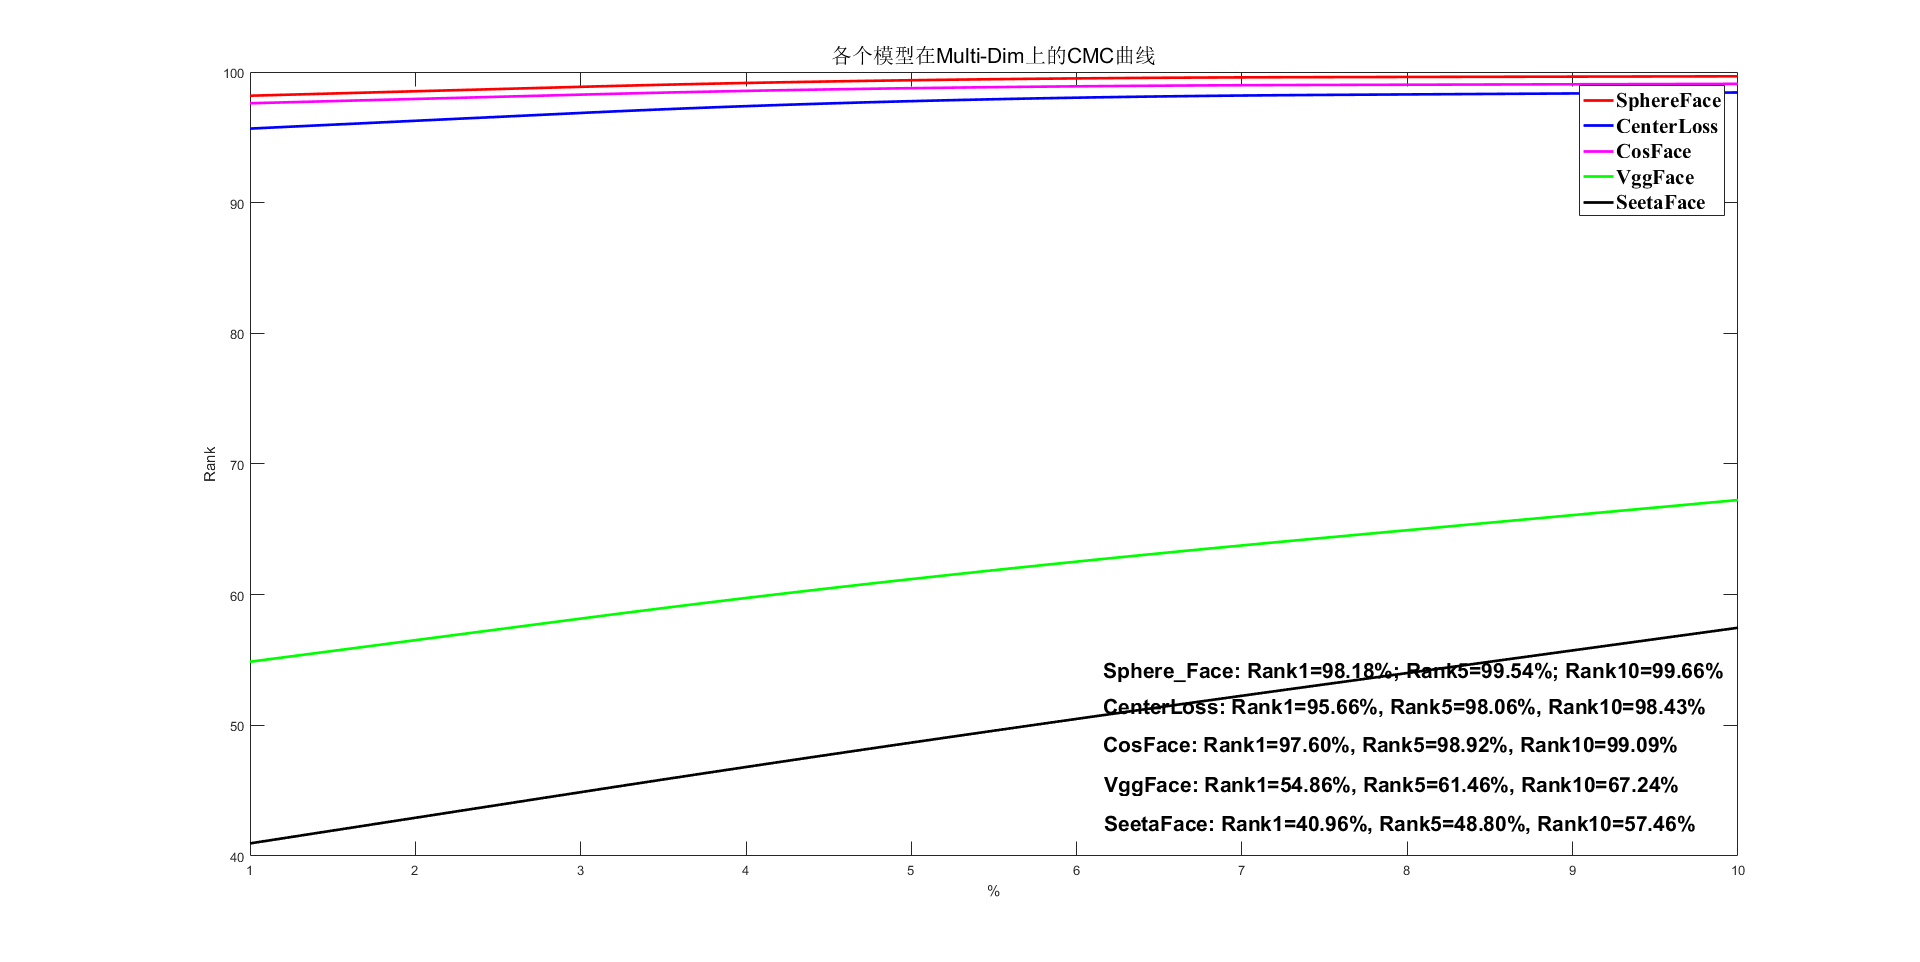 各个模型在Multi-Dim上的CMC曲线
100
90
80
70
60
50
40
Rank
SphereFace
CenterLoss
CosFace
VggFace
SeetaFace
Sphere_Face: Rank1=98.18%; Rank5=99.54%; Rank10=99.66%
CenterLoss: Rank1=95.66%, Rank5=98.06%, Rank10=98.43%
CosFace: Rank1=97.60%, Rank5=98.92%, Rank10=99.09%
VggFace: Rank1=54.86%, Rank5=61.46%, Rank10=67.24%
SeetaFace: Rank1=40.96%, Rank5=48.80%, Rank10=57.46%
1 2 3 4 5 6 7 8 9 10
%